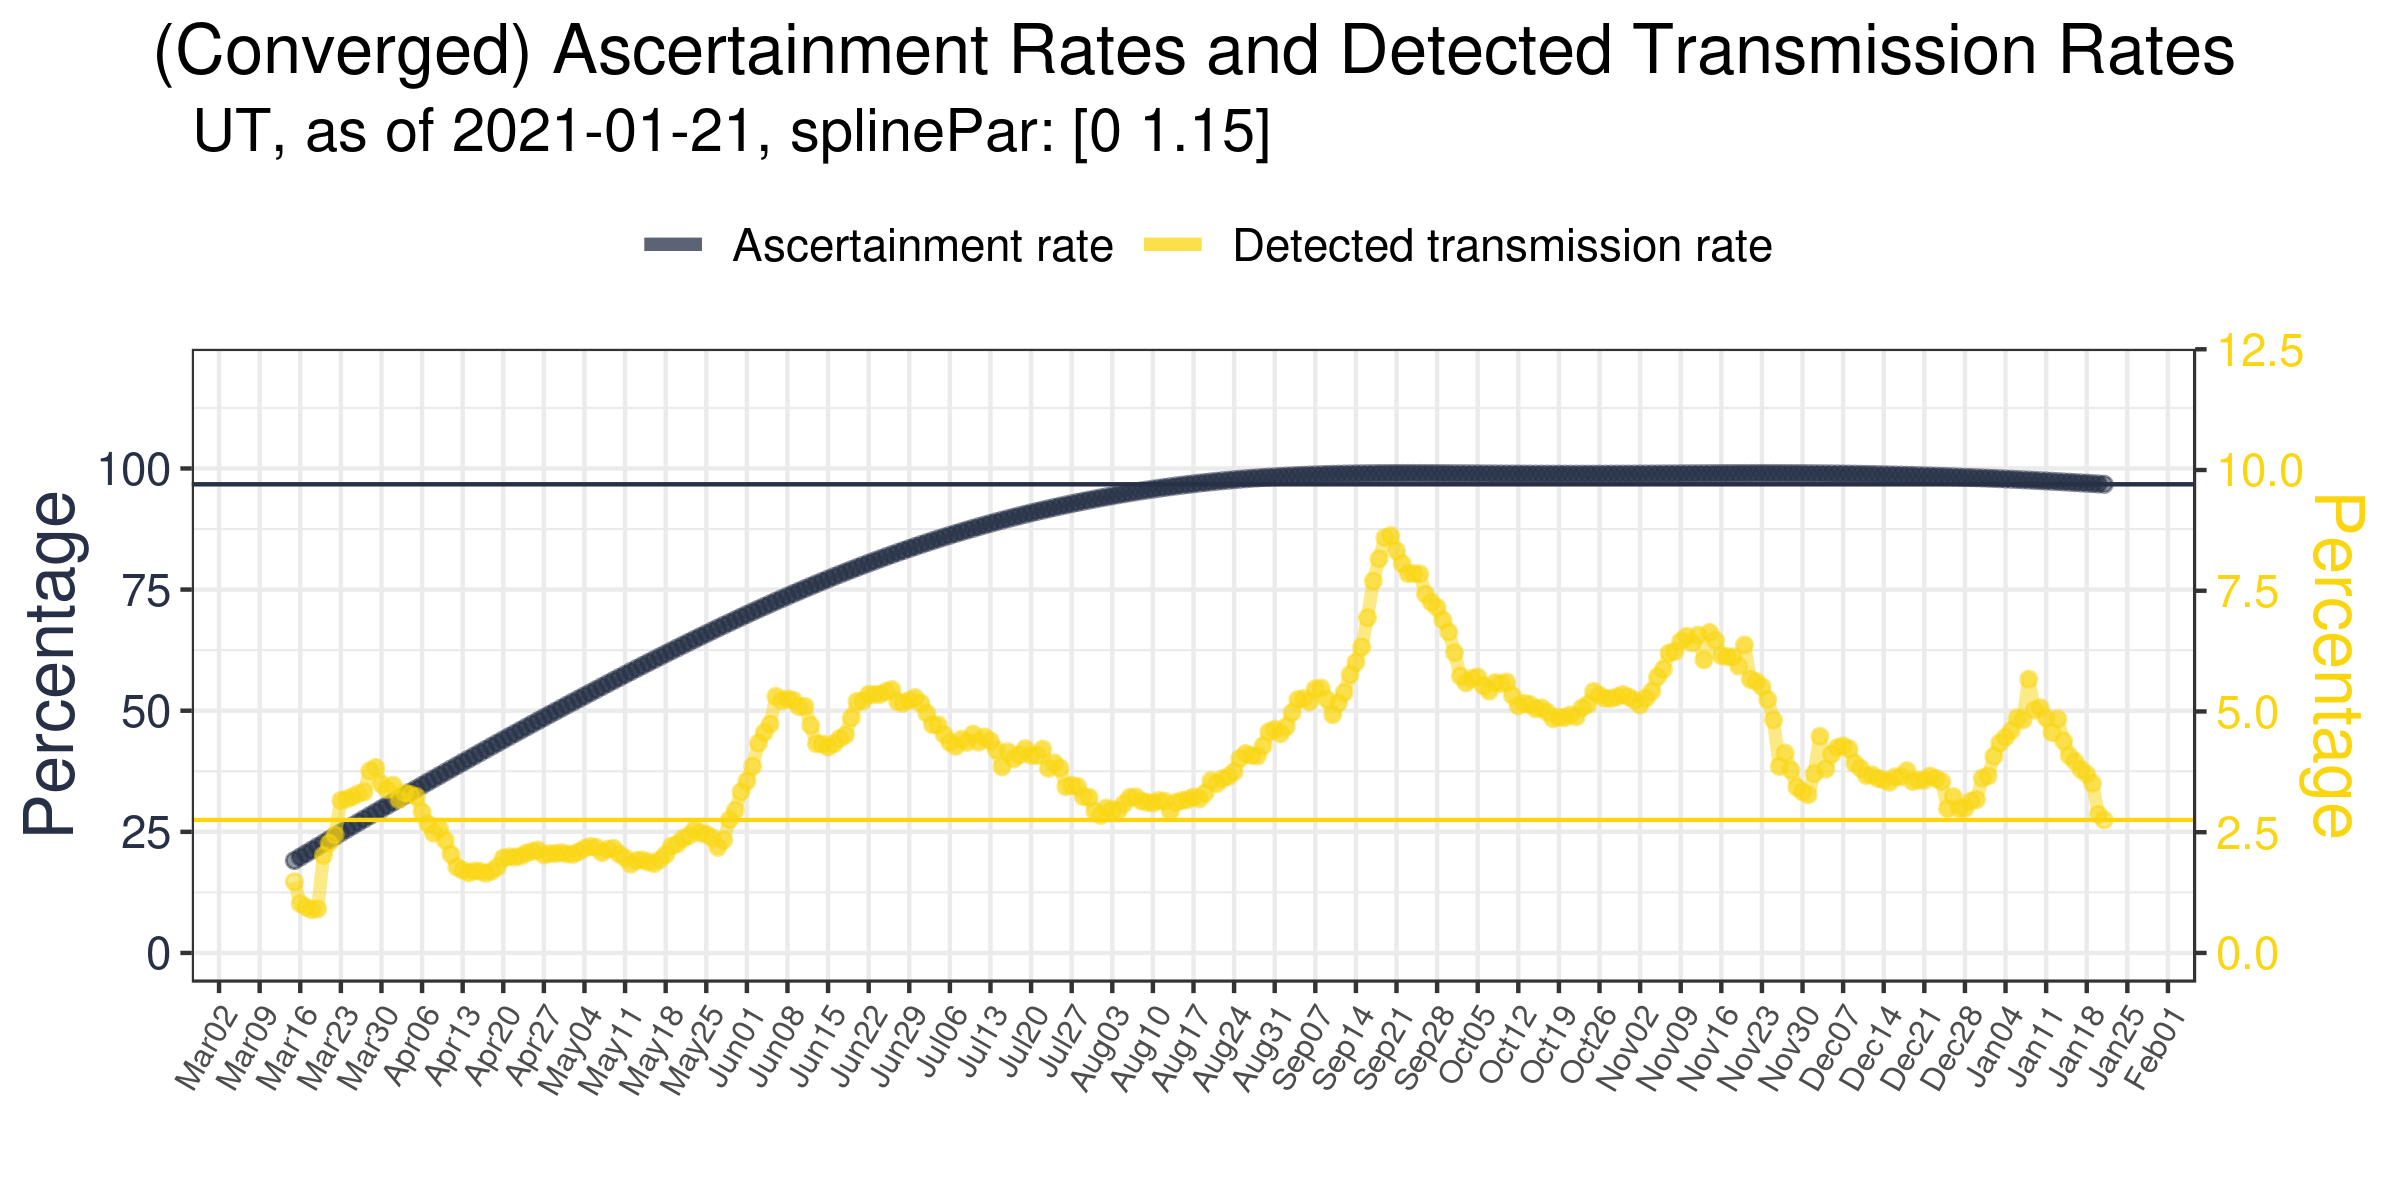 (Converged) Ascertainment Rates and Detected Transmission Rates
UT, as of 2021-01-21, splinePar: [0 1.15]
Ascertainment rate
Detected transmission rate
Percentage
100
75
50
25
0
12.5
10.0
7.5
5.0
2.5
0.0
Percentage
Mar02
Mar09
Mar16
Mar23
Mar30
Apr06
Apr13
Apr20
Apr27
May04
May11
May18
May25
Jun01
Jun08
Jun15
Jun22
Jun29
Jul06
Jul13
Jul20
Jul27
Aug03
Aug10
Aug17
Aug24
Aug31
Sep07
Sep14
Sep21
Sep28
Oct05
Oct12
Oct19
Oct26
Nov02
Nov09
Nov16
Nov23
Nov30
Dec07
Dec14
Dec21
Dec28
Jan04
Jan11
Jan18
Jan25
Feb01